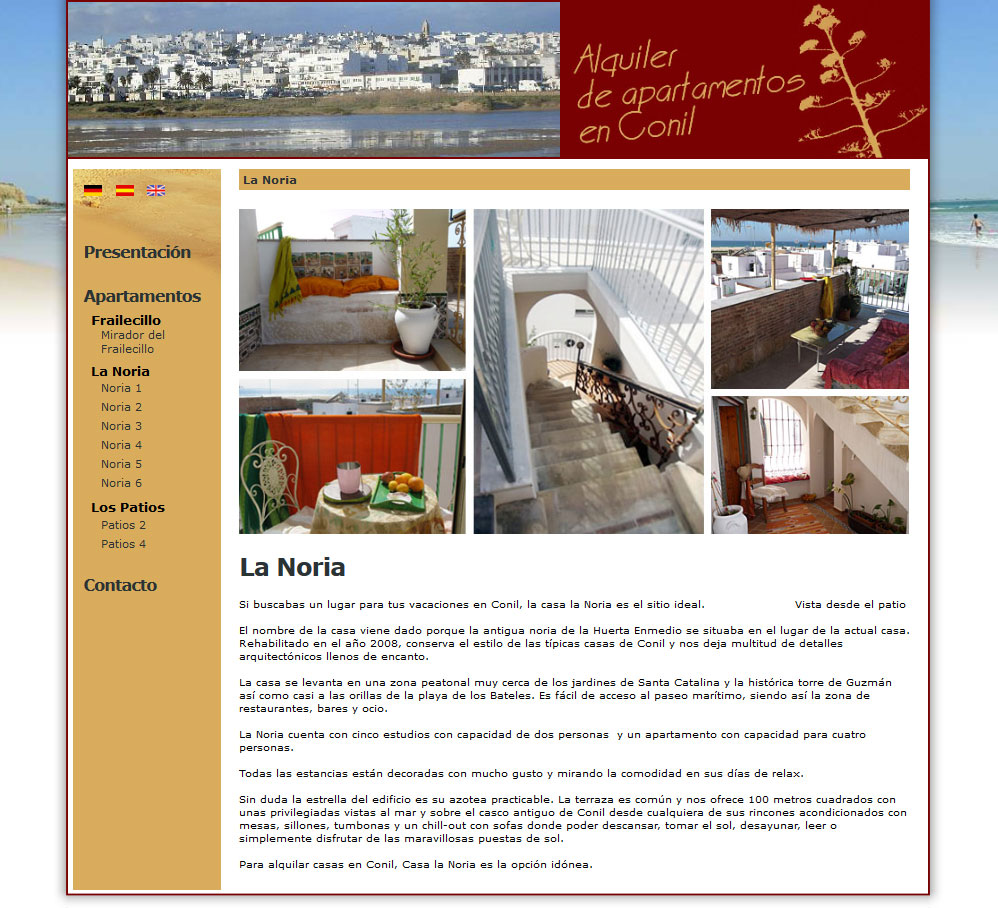 Alquiler
de apartamentos
en Conil
La Noria
Presentación
Apartamentos
Frailecillo
Mirador del
Frailecillo
La Noria
Noria 1
Noria 2
Noria 3
Noria 4
Noria 5
Noria 6
Los Patios
Patios 2
Patios 4
Contacto
La Noria
Si buscabas un lugar para tus vacaciones en Conil, la casa la Noria es el sitio ideal. Vista desde el patio
El nombre de la casa viene dado porque la antigua noria de la Huerta Enmedio se situaba en el lugar de la actual casa.
Rehabilitado en el año 2008, conserva el estilo de las típicas casas de Conil y nos deja multitud de detalles
arquitectónicos llenos de encanto.
La casa se levanta en una zona peatonal muy cerca de los jardines de Santa Catalina y la histórica torre de Guzmán
así como casi a las orillas de la playa de los Bateles. Es fácil de acceso al paseo marítimo, siendo así la zona de
restaurantes, bares y ocio.
La Noria cuenta con cinco estudios con capacidad de dos personas  y un apartamento con capacidad para cuatro
personas.
Todas las estancias están decoradas con mucho gusto y mirando la comodidad en sus días de relax.
Sin duda la estrella del edificio es su azotea practicable. La terraza es común y nos ofrece 100 metros cuadrados con
unas privilegiadas vistas al mar y sobre el casco antiguo de Conil desde cualquiera de sus rincones acondicionados con
mesas, sillones, tumbonas y un chill-out con sofas donde poder descansar, tomar el sol, desayunar, leer o
simplemente disfrutar de las maravillosas puestas de sol.
Para alquilar casas en Conil, Casa la Noria es la opción idónea.